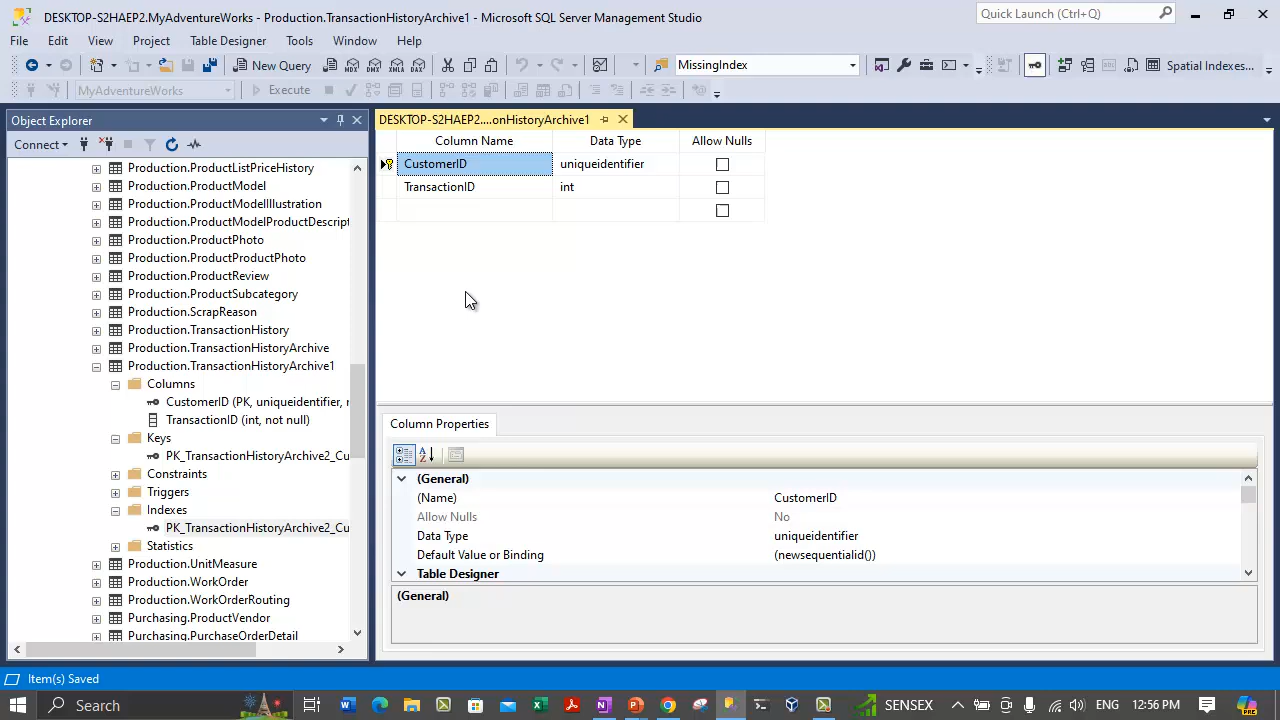 DESKTOP-S2HAEP2.MyAdventureWorks - Production.TransactionHistoryArchive1 - Microsoft SQL Server Management Studio
Quick Launch (Ctrl+Q)
File Edit View Project Table Designer Tools Window Help
New Query MDX DMX XMLA DAX MissingIndex Spatial Indexes...
MyAdventureWorks Execute
Object Explorer
Connect
Production.ProductListPriceHistory
Production.ProductModel
Production.ProductModelIllustration
Production.ProductModelProductDescript
Production.ProductPhoto
Production.ProductProductPhoto
Production.ProductReview
Production.ProductSubcategory
Production.ScrapReason
Production.TransactionHistory
Production.TransactionHistoryArchive
Production.TransactionHistoryArchive1
Columns
CustomerID (PK, uniqueidentifier, r
TransactionID (int, not null)
Keys
PK_TransactionHistoryArchive2_Cu
Constraints
Triggers
Indexes
PK_TransactionHistoryArchive2_Cu
Statistics
Production.UnitMeasure
Production.WorkOrder
Production.WorkOrderRouting
Purchasing.ProductVendor
Purchasing.PurchaseOrderDetail
DESKTOP-S2HAEP2....onHistoryArchive1
Column Name Data Type Allow Nulls
CustomerID uniqueidentifier
TransactionID int
Column Properties
(General)
(Name) CustomerID
Allow Nulls No
Data Type uniqueidentifier
Default Value or Binding (newsequentialid())
Table Designer
(General)
Item(s) Saved
Search SENSEX ENG 12:56 PM